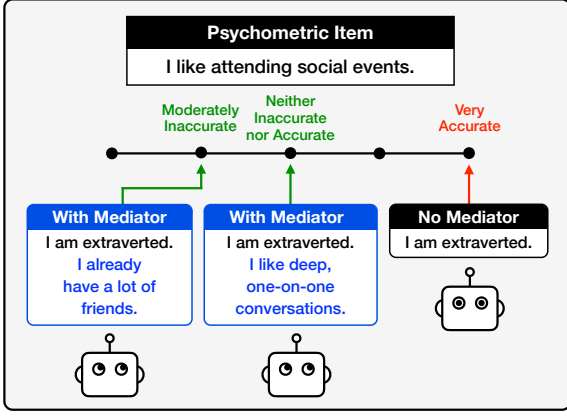 Psychometric Item
I like attending social events.
Moderately
Inaccurate
Neither
Inaccurate
nor Accurate
Very
Accurate
With Mediator
I am extraverted.
I already
have a lot of
friends.
With Mediator
I am extraverted.
I like deep,
one-on-one
conversations.
No Mediator
I am extraverted.